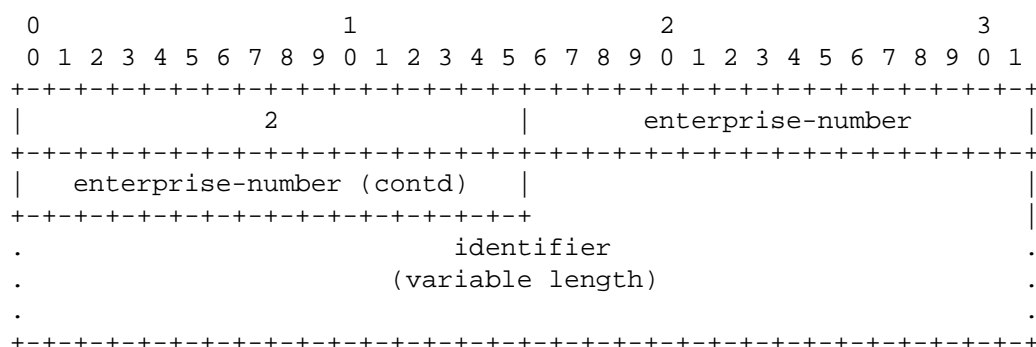 0                   1                   2                   3
 0 1 2 3 4 5 6 7 8 9 0 1 2 3 4 5 6 7 8 9 0 1 2 3 4 5 6 7 8 9 0 1
+-+-+-+-+-+-+-+-+-+-+-+-+-+-+-+-+-+-+-+-+-+-+-+-+-+-+-+-+-+-+-+-+
|               2               |       enterprise-number       |
+-+-+-+-+-+-+-+-+-+-+-+-+-+-+-+-+-+-+-+-+-+-+-+-+-+-+-+-+-+-+-+-+
|   enterprise-number (contd)   |                               |
+-+-+-+-+-+-+-+-+-+-+-+-+-+-+-+-+                               |
.                           identifier                          .
.                       (variable length)                       .
.                                                               .
+-+-+-+-+-+-+-+-+-+-+-+-+-+-+-+-+-+-+-+-+-+-+-+-+-+-+-+-+-+-+-+-+